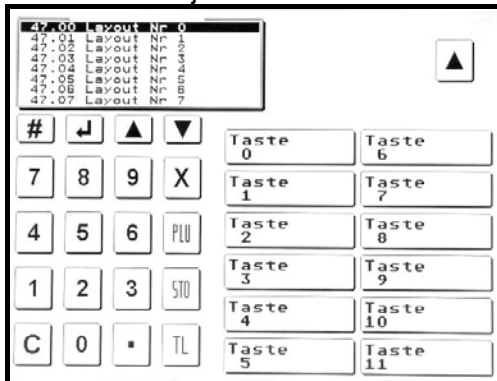 47.00 Layout Nr 0
47.01 Layout Nr 1
47.02 Layout Nr 2
47.03 Layout Nr 3
47.04 Layout Nr 4
47.05 Layout Nr 5
47.06 Layout Nr 6
47.07 Layout Nr 7
#
7 8 9 X
4 5 6 PLU
1 2 3 STO
C 0 . TL
Taste 0
Taste 1
Taste 2
Taste 3
Taste 4
Taste 5
Taste 6
Taste 7
Taste 8
Taste 9
Taste 10
Taste 11